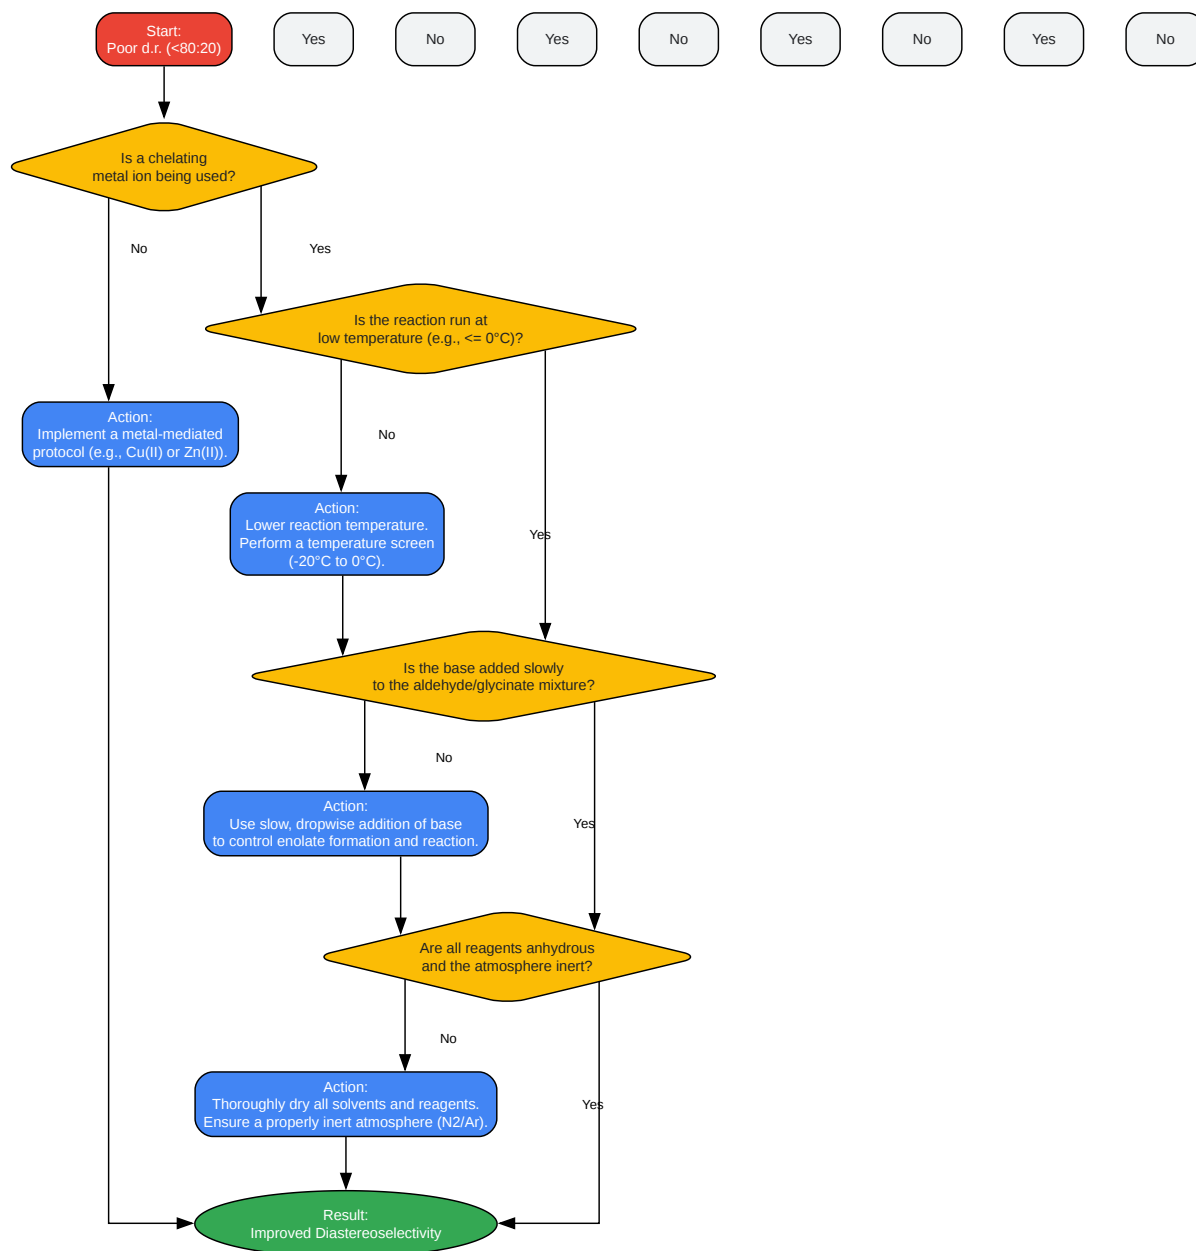 Start:
Poor d.r. (<80:20)
Yes
No
Yes
No
Yes
No
Yes
No
Is a chelating
metal ion being used?
No
Yes
Is the reaction run at
low temperature (e.g., <= 0°C)?
Action:
Implement a metal-mediated
protocol (e.g., Cu(II) or Zn(II)).
No
Action:
Lower reaction temperature.
Perform a temperature screen
(-20°C to 0°C).
Yes
Is the base added slowly
to the aldehyde/glycinate mixture?
No
Action:
Use slow, dropwise addition of base
to control enolate formation and reaction.
Yes
Are all reagents anhydrous
and the atmosphere inert?
No
Action:
Thoroughly dry all solvents and reagents.
Ensure a properly inert atmosphere (N2/Ar).
Yes
Result:
Improved Diastereoselectivity